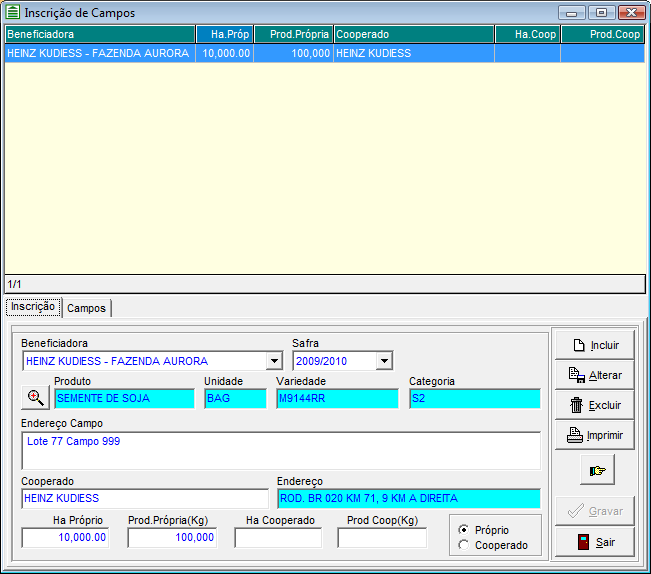 Inscrição de Campos
Beneficiadora Ha.Próp Prod.Própria Cooperado Ha.Coop Prod.Coop
HEINZ KUDIESS - FAZENDA AURORA 10,000.00 100,000 HEINZ KUDIESS
1/1
Inscrição Campos
Beneficiadora Safra
HEINZ KUDIESS - FAZENDA AURORA 2009/2010
Produto Unidade Variedade Categoria
SEMENTE DE SOJA BAG M9144RR S2
Endereço Campo
Lote 77 Campo 999
Cooperado Endereço
HEINZ KUDIESS ROD. BR 020 KM 71, 9 KM A DIREITA
Ha Próprio Prod.Própria(Kg) Ha Cooperado Prod Coop(Kg)
10,000.00 100,000
Próprio
Cooperado
Incluir
Alterar
Excluir
Imprimir
Gravar
Sair